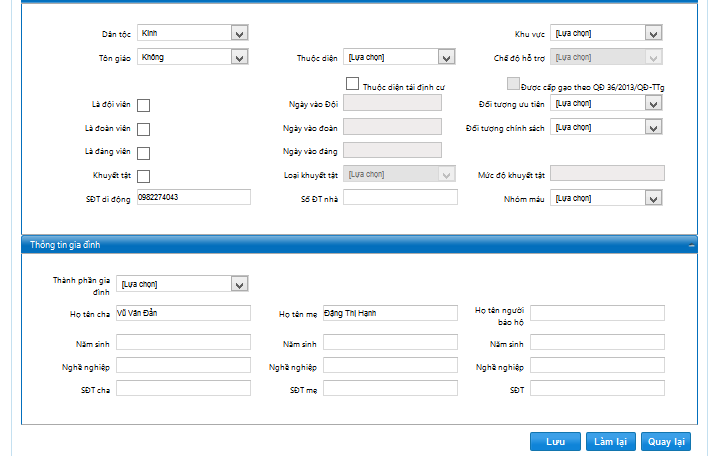 Dân tộc Kinh Khu vực [Lựa chọn]
Tôn giáo Không Thuộc diện [Lựa chọn] Chế độ hỗ trợ [Lựa chọn]
Thuộc diện tái định cư Được cấp gạo theo QĐ 36/2013/QĐ-TTg
Là đội viên Ngày vào Đội Đối tượng ưu tiên [Lựa chọn]
Là đoàn viên Ngày vào đoàn Đối tượng chính sách [Lựa chọn]
Là đảng viên Ngày vào đảng
Khuyết tật Loại khuyết tật [Lựa chọn] Mức độ khuyết tật
SĐT di động 0982274043 Số ĐT nhà Nhóm máu [Lựa chọn]
Thông tin gia đình
Thành phần gia
đình [Lựa chọn]
Họ tên cha Vũ Văn Đản Họ tên mẹ Đặng Thị Hạnh Họ tên người
bảo hộ
Năm sinh Năm sinh Năm sinh
Nghề nghiệp Nghề nghiệp Nghề nghiệp
SĐT cha SĐT mẹ SĐT
Lưu Làm lại Quay lại